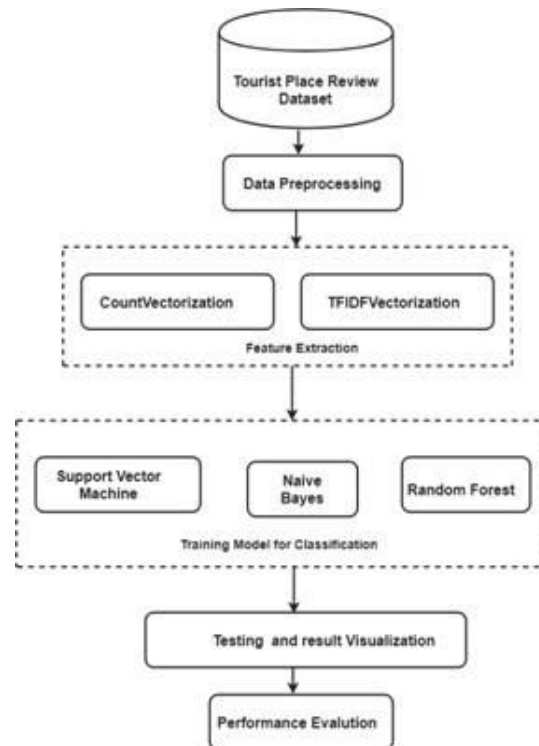 Tourist Place Review
Dataset
Data Preprocessing
CountVectorization
TFIDFVectorization
Feature Extraction
Support Vector
Machine
Naive
Bayes
Random Forest
Training Model for Classification
Testing and result Visualization
Performance Evalution